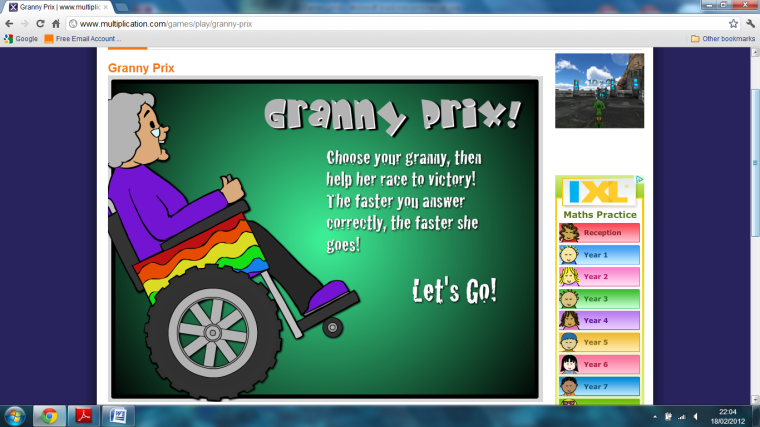 Granny Prix | www.multiplic
www.multiplication.com/games/play/granny-prix
Google
Free Email Account ...
Other bookmarks
Granny Prix
Granny Prix!
Choose your granny, then
help her race to victory!
The faster you answer
correctly, the faster she
goes!
Let's Go!
IXL
Maths Practice
Reception
Year 1
Year 2
Year 3
Year 4
Year 5
Year 6
Year 7
22:04
18/02/2012